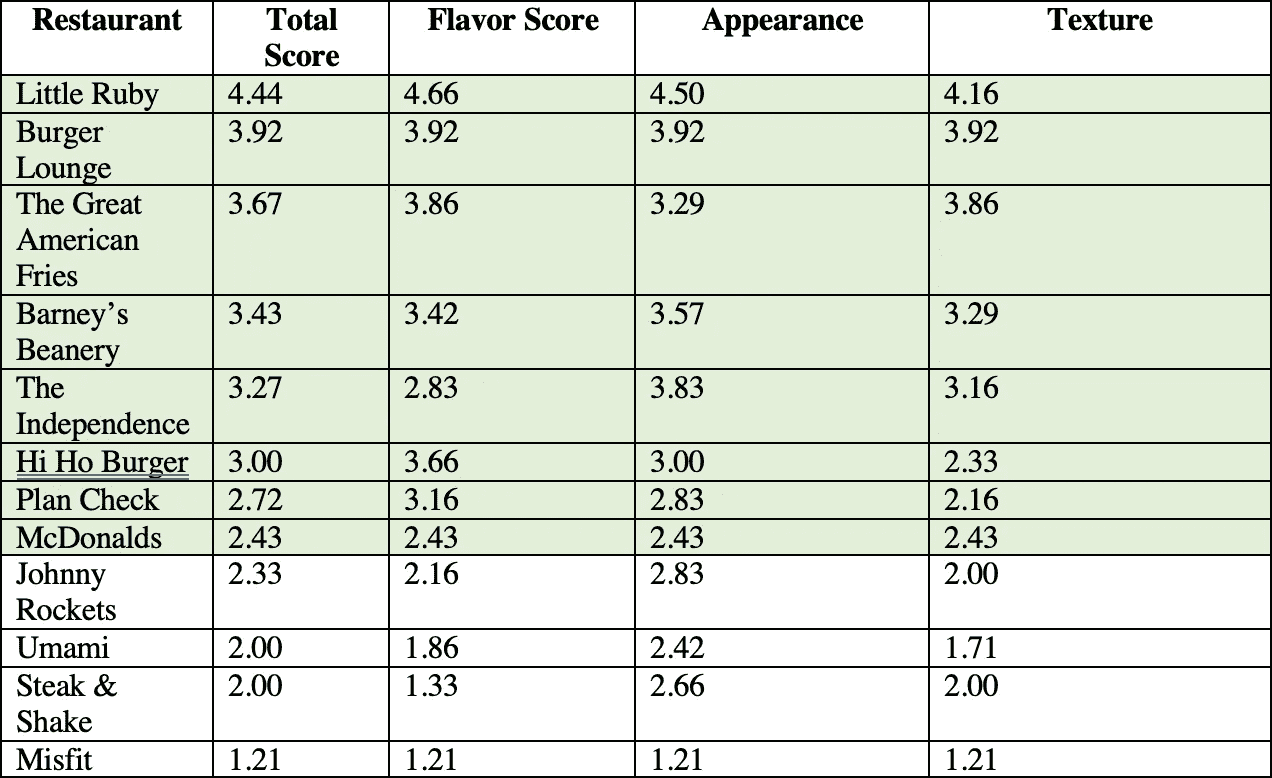 Restaurant Total Score Flavor Score Appearance Texture
Little Ruby 4.44 4.66 4.50 4.16
Burger Lounge 3.92 3.92 3.92 3.92
The Great American Fries 3.67 3.86 3.29 3.86
Barney’s Beanery 3.43 3.42 3.57 3.29
The Independence 3.27 2.83 3.83 3.16
Hi Ho Burger 3.00 3.66 3.00 2.33
Plan Check 2.72 3.16 2.83 2.16
McDonalds 2.43 2.43 2.43 2.43
Johnny Rockets 2.33 2.16 2.83 2.00
Umami 2.00 1.86 2.42 1.71
Steak & Shake 2.00 1.33 2.66 2.00
Misfit 1.21 1.21 1.21 1.21